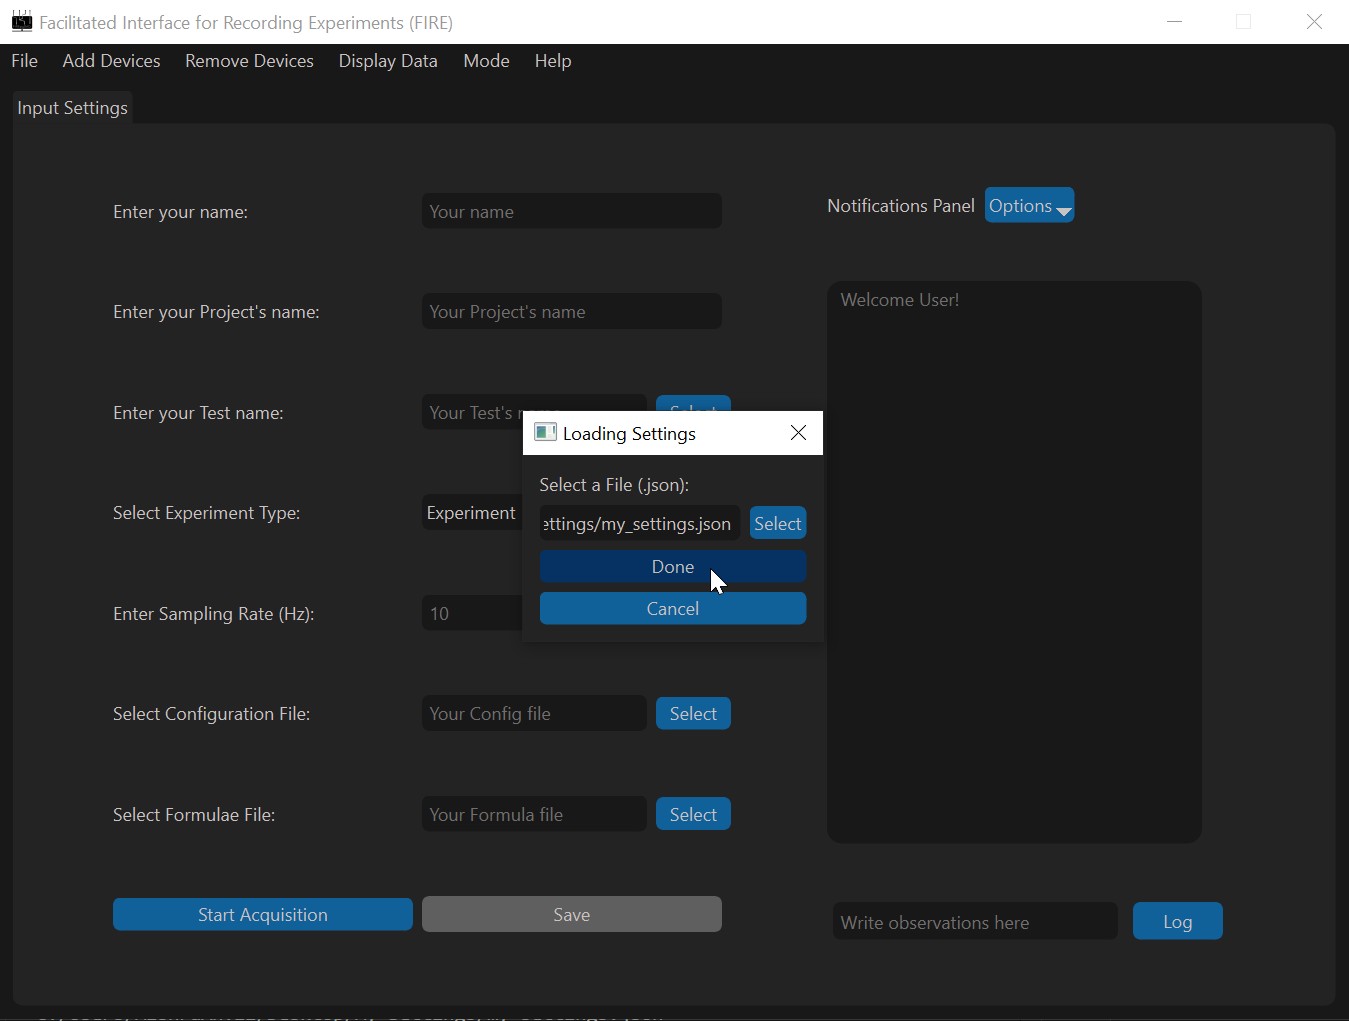 Facilitated Interface for Recording Experiments (FIRE)
File Add Devices Remove Devices Display Data Mode Help
Input Settings
Enter your name:
Your name
Notifications Panel
Options
Enter your Project's name:
Your Project's name
Welcome User!
Enter your Test name:
Your Test's
Select
Loading Settings
Select a File (.json):
ettings/my_settings.json
Select
Done
Cancel
Select Experiment Type:
Experiment
Enter Sampling Rate (Hz):
10
Select Configuration File:
Your Config file
Select
Select Formulae File:
Your Formula file
Select
Start Acquisition
Save
Write observations here
Log